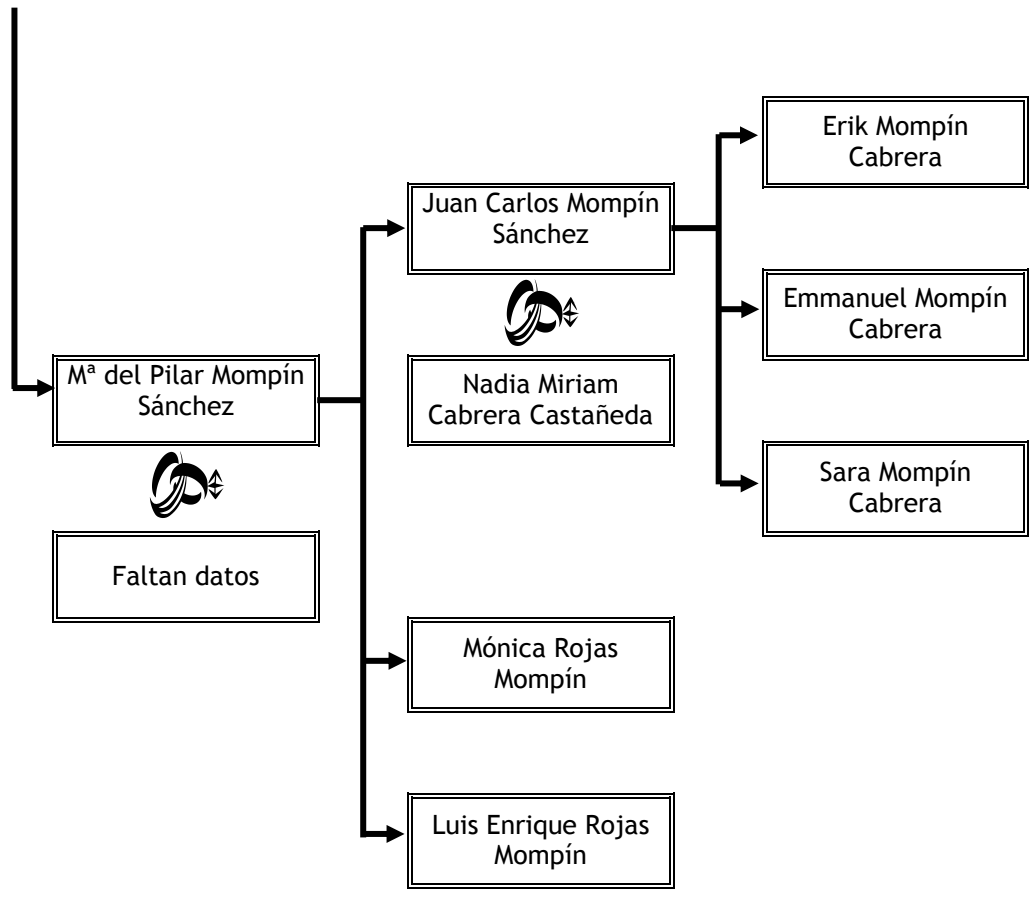 Erik Mompín
Cabrera
Juan Carlos Mompín
Sánchez
Emmanuel Mompín
Cabrera
Mª del Pilar Mompín
Sánchez
Nadia Miriam
Cabrera Castañeda
Sara Mompín
Cabrera
Faltan datos
Mónica Rojas
Mompín
Luis Enrique Rojas
Mompín